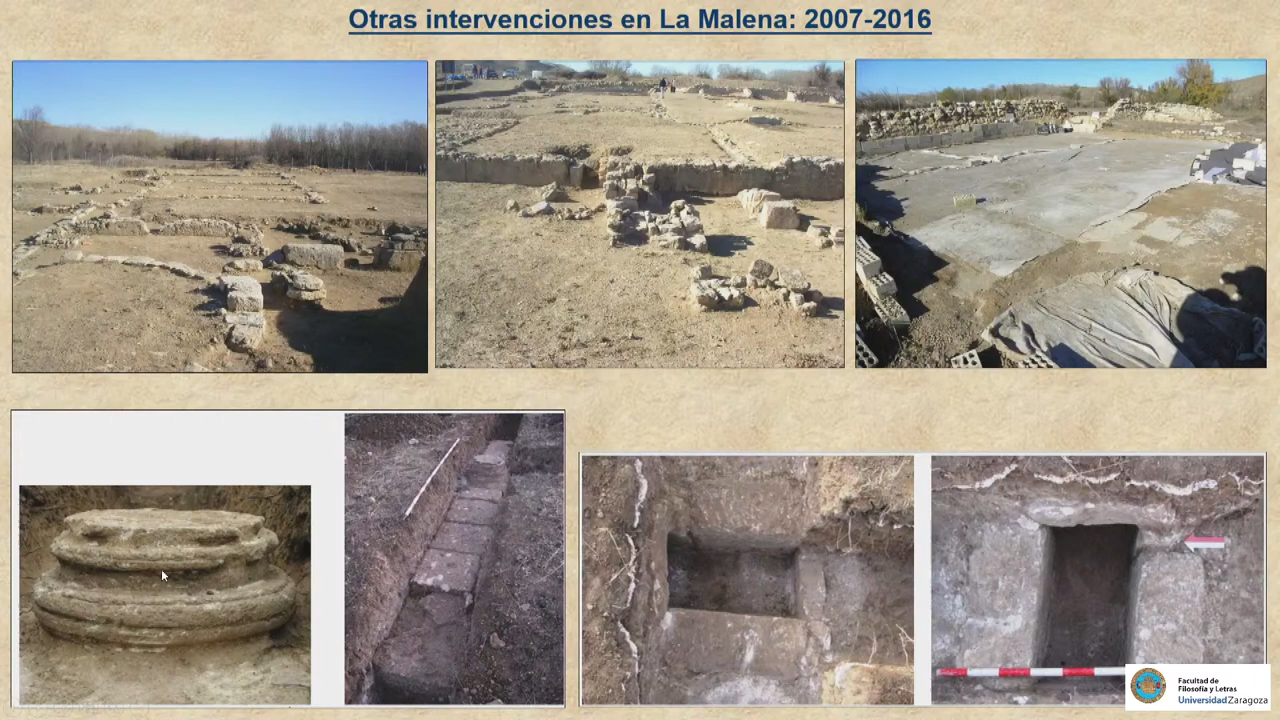 Otras intervenciones en La Malena: 2007-2016
Facultad de
Filosofía y Letras
Universidad Zaragoza